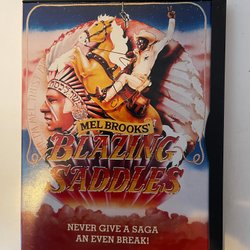 MEL BROOKS'
BLAZING
SADDLES
NEVER GIVE A SAGA
AN EVEN BREAK!